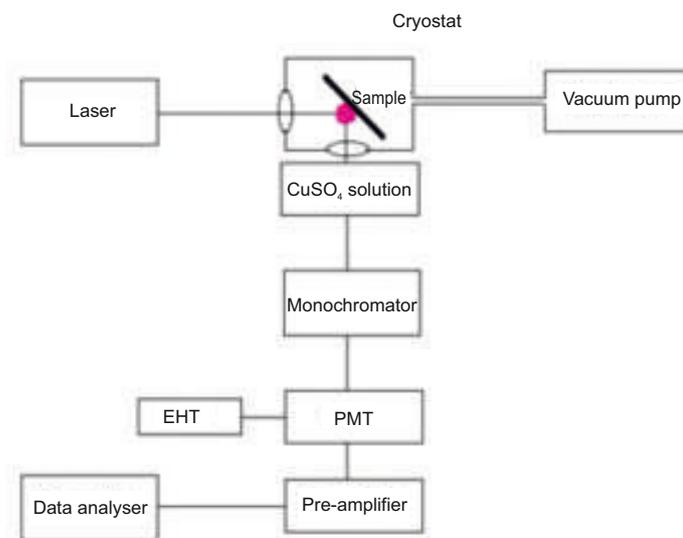 Cryostat
Laser
Sample
Vacuum pump
CuSO₄ solution
Monochromator
EHT
PMT
Data analyser
Pre-amplifier